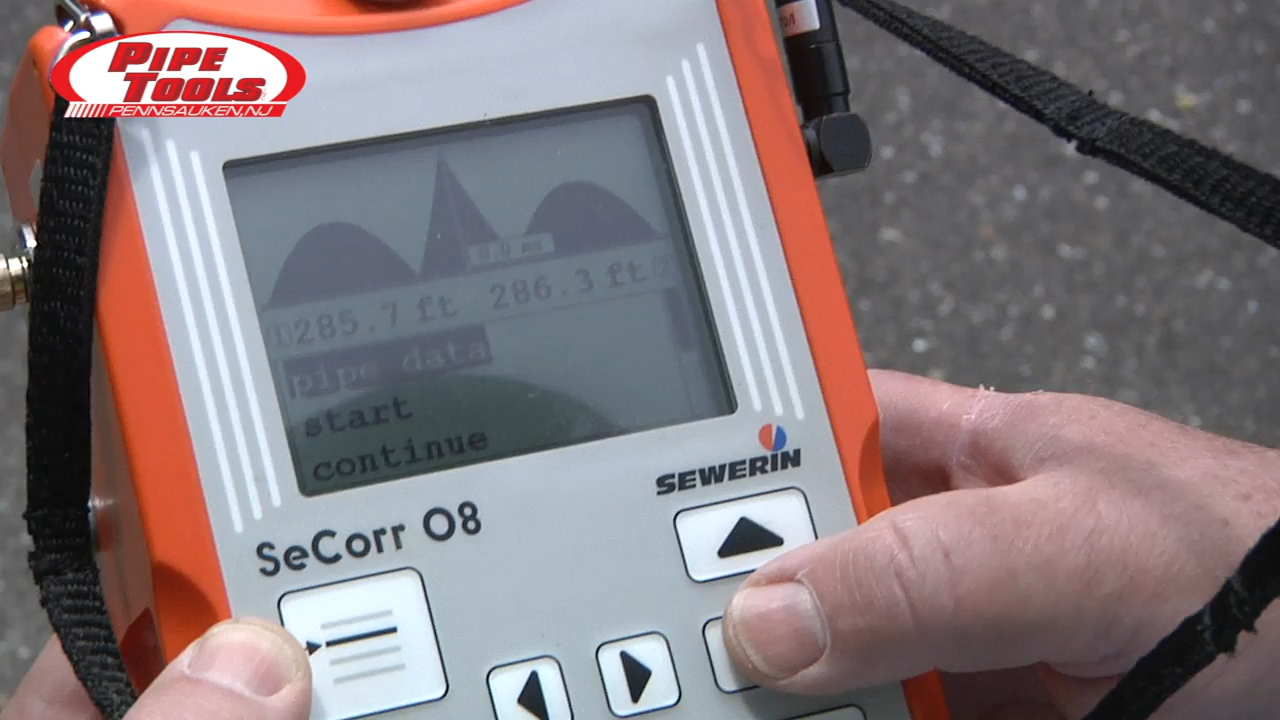 PIPE
TOOLS
PENNSAUKEN, NJ
285.7 ft 286.3 ft
pipe data
start
continue
SEWERIN
SeCorr 08